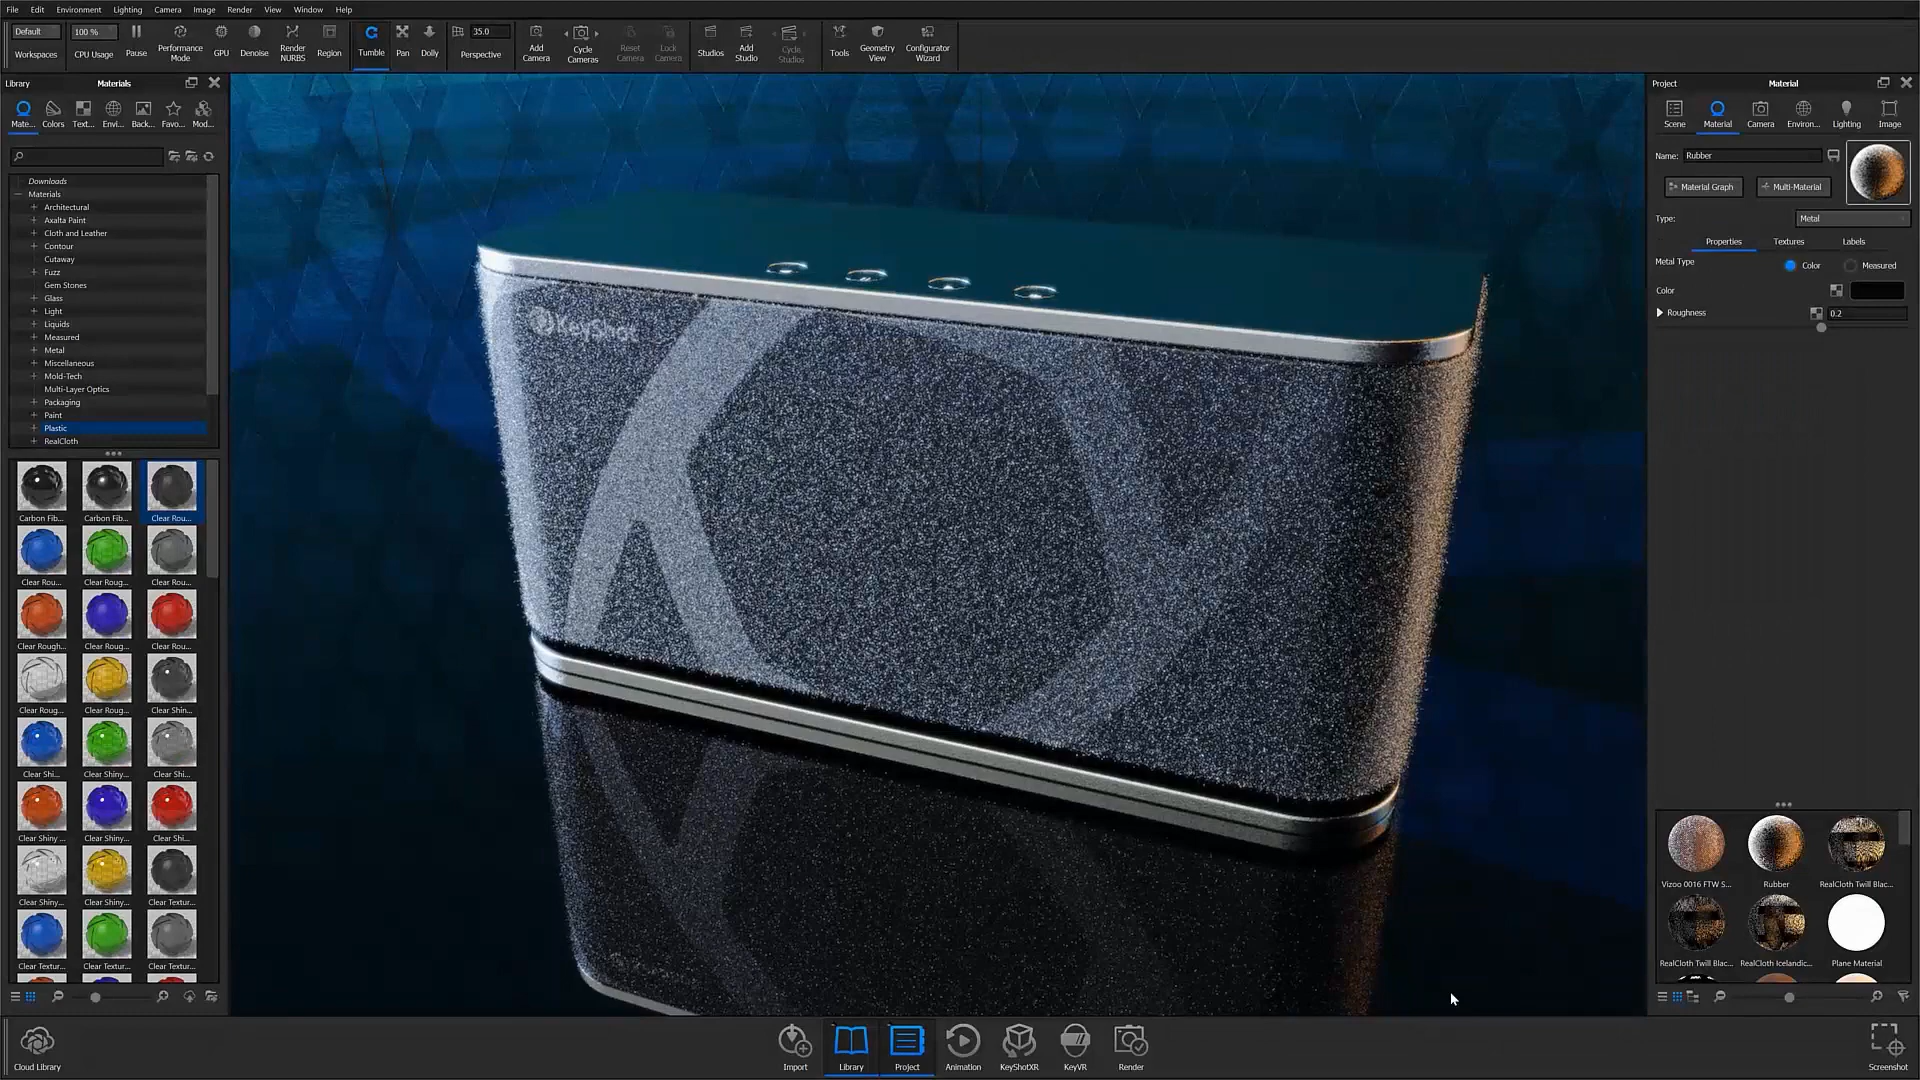 File Edit Environment Lighting Camera Image Render View Window Help
Default 100 % 35.0
Workspaces CPU Usage Pause Performance Mode GPU Denoise Render NURBS Region Tumble Pan Dolly Perspective Add Camera Cycle Cameras Reset Camera Lock Camera Studios Add Studio Cycle Studios Tools Geometry View Configurator Wizard
Library Materials
Mate... Colors Text... Envi... Back... Favo... Mod...
Downloads
Materials
Architectural
Axalta Paint
Cloth and Leather
Contour
Cutaway
Fuzz
Gem Stones
Glass
Light
Liquids
Measured
Metal
Miscellaneous
Mold-Tech
Multi-Layer Optics
Packaging
Paint
Plastic
RealCloth
Carbon Fib... Carbon Fib... Clear Rou...
Clear Rou... Clear Roug... Clear Rou...
Clear Rough... Clear Roug... Clear Rou...
Clear Roug... Clear Roug... Clear Shin...
Clear Shi... Clear Shiny... Clear Shi...
Clear Shiny ... Clear Shiny... Clear Shi...
Clear Shiny... Clear Shiny... Clear Textur...
Clear Textur... Clear Textur... Clear Textur...
KeyShot
Project Material
Scene Material Camera Environ... Lighting Image
Name: Rubber
Material Graph Multi-Material
Type: Metal
Properties Textures Labels
Metal Type Color Measured
Color
Roughness 0.2
Vizoo 0016 FTW S... Rubber RealCloth Twill Blac...
RealCloth Twill Blac... RealCloth Icelandic... Plane Material
Cloud Library Import Library Project Animation KeyShotXR KeyVR Render Screenshot